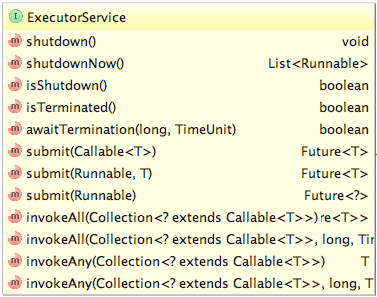 I ExecutorService
m shutdown() void
m shutdownNow() List<Runnable>
m isShutdown() boolean
m isTerminated() boolean
m awaitTermination(long, TimeUnit) boolean
m submit(Callable<T>) Future<T>
m submit(Runnable, T) Future<T>
m submit(Runnable) Future<?>
m invokeAll(Collection<? extends Callable<T>>) re<T>>
m invokeAll(Collection<? extends Callable<T>>, long, Tir
m invokeAny(Collection<? extends Callable<T>>) T
m invokeAny(Collection<? extends Callable<T>>, long, T